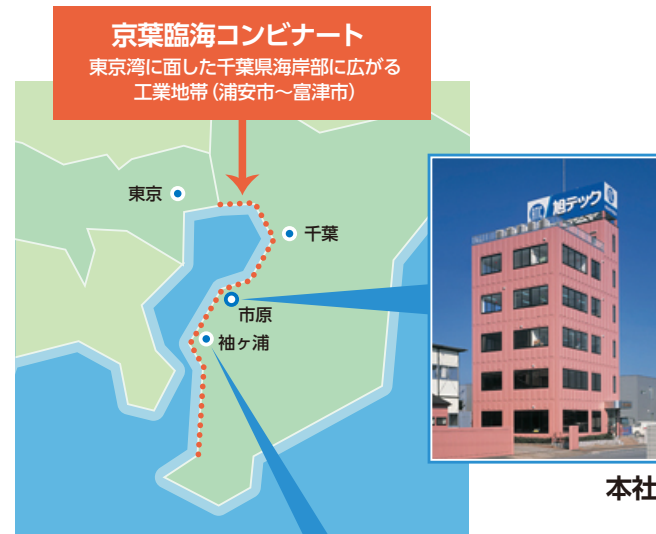 京葉臨海コンビナート
東京湾に面した千葉県海岸部に広がる
工業地帯（浦安市～富津市）
東京
千葉
市原
袖ヶ浦
旭テック
本社